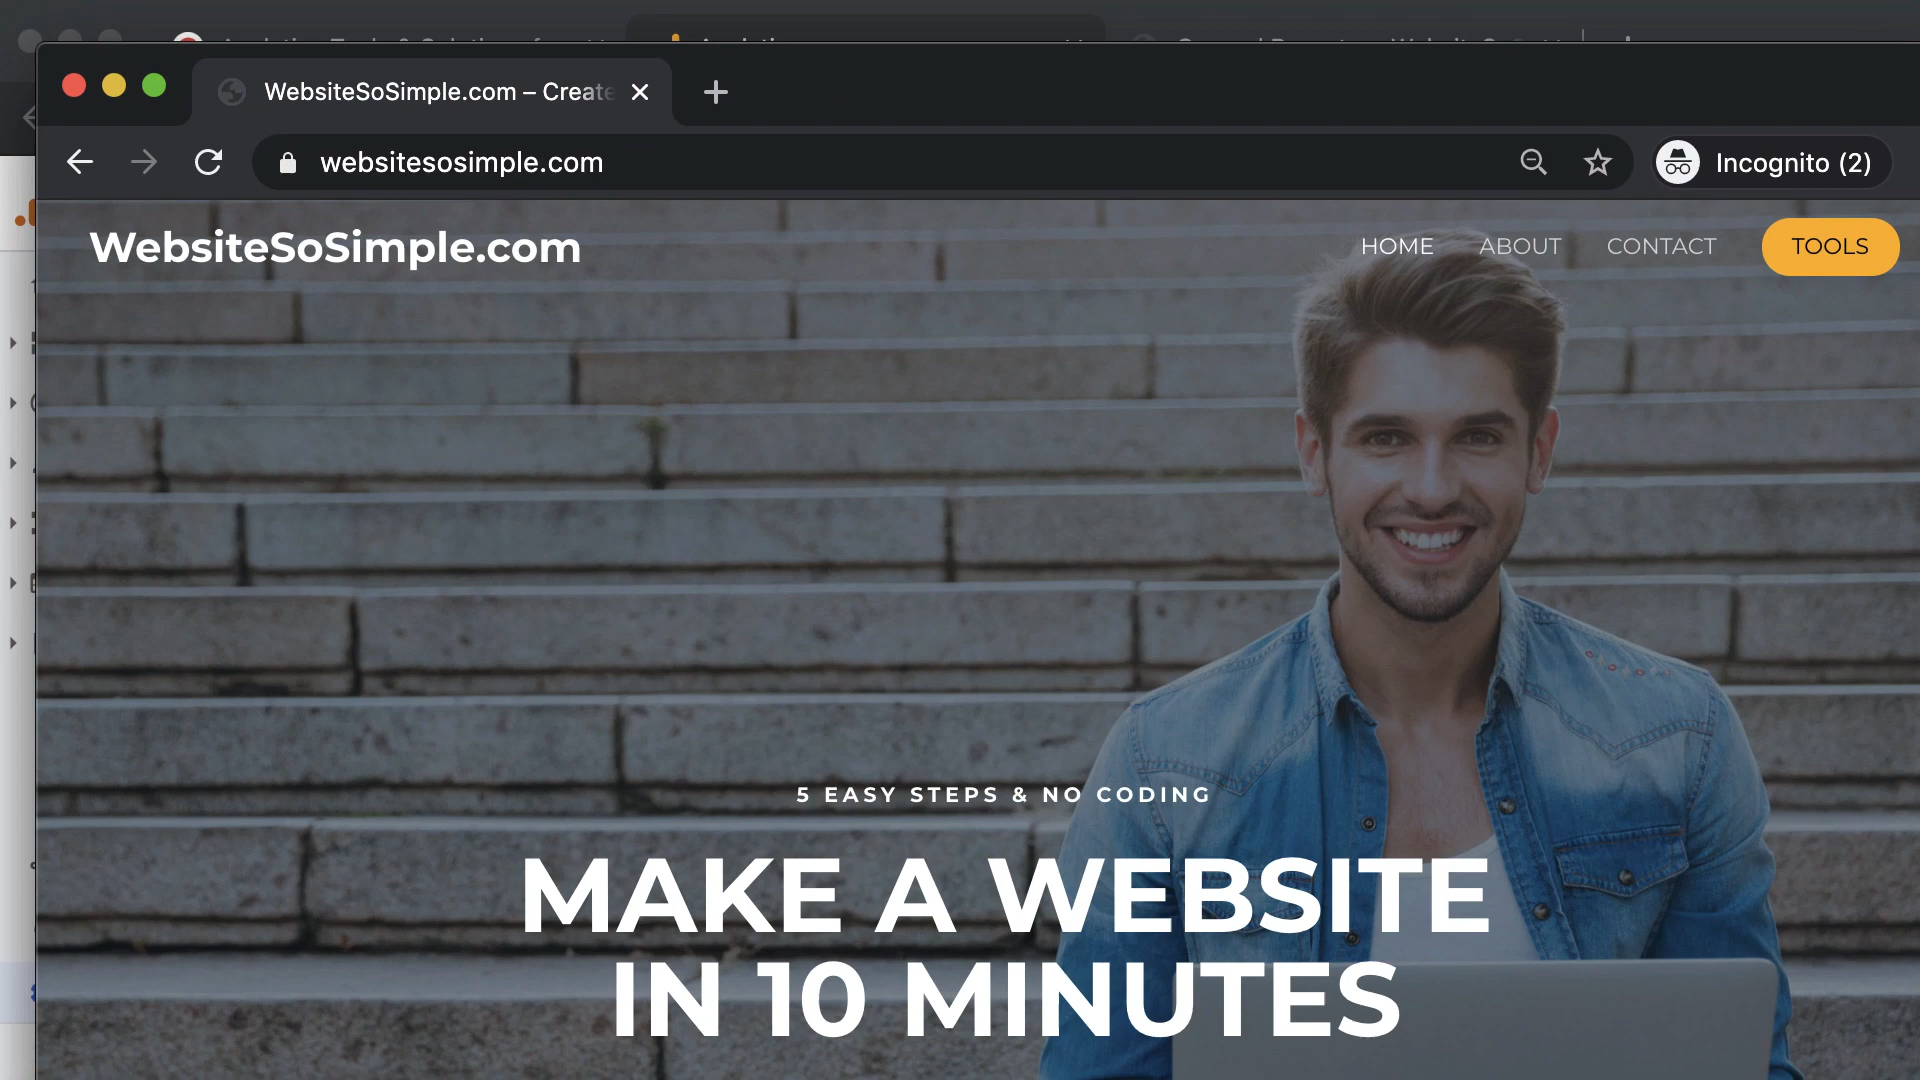 WebsiteSoSimple.com – Create
websitesosimple.com
Incognito (2)
WebsiteSoSimple.com
HOME
ABOUT
CONTACT
TOOLS
5 EASY STEPS & NO CODING
MAKE A WEBSITE
IN 10 MINUTES